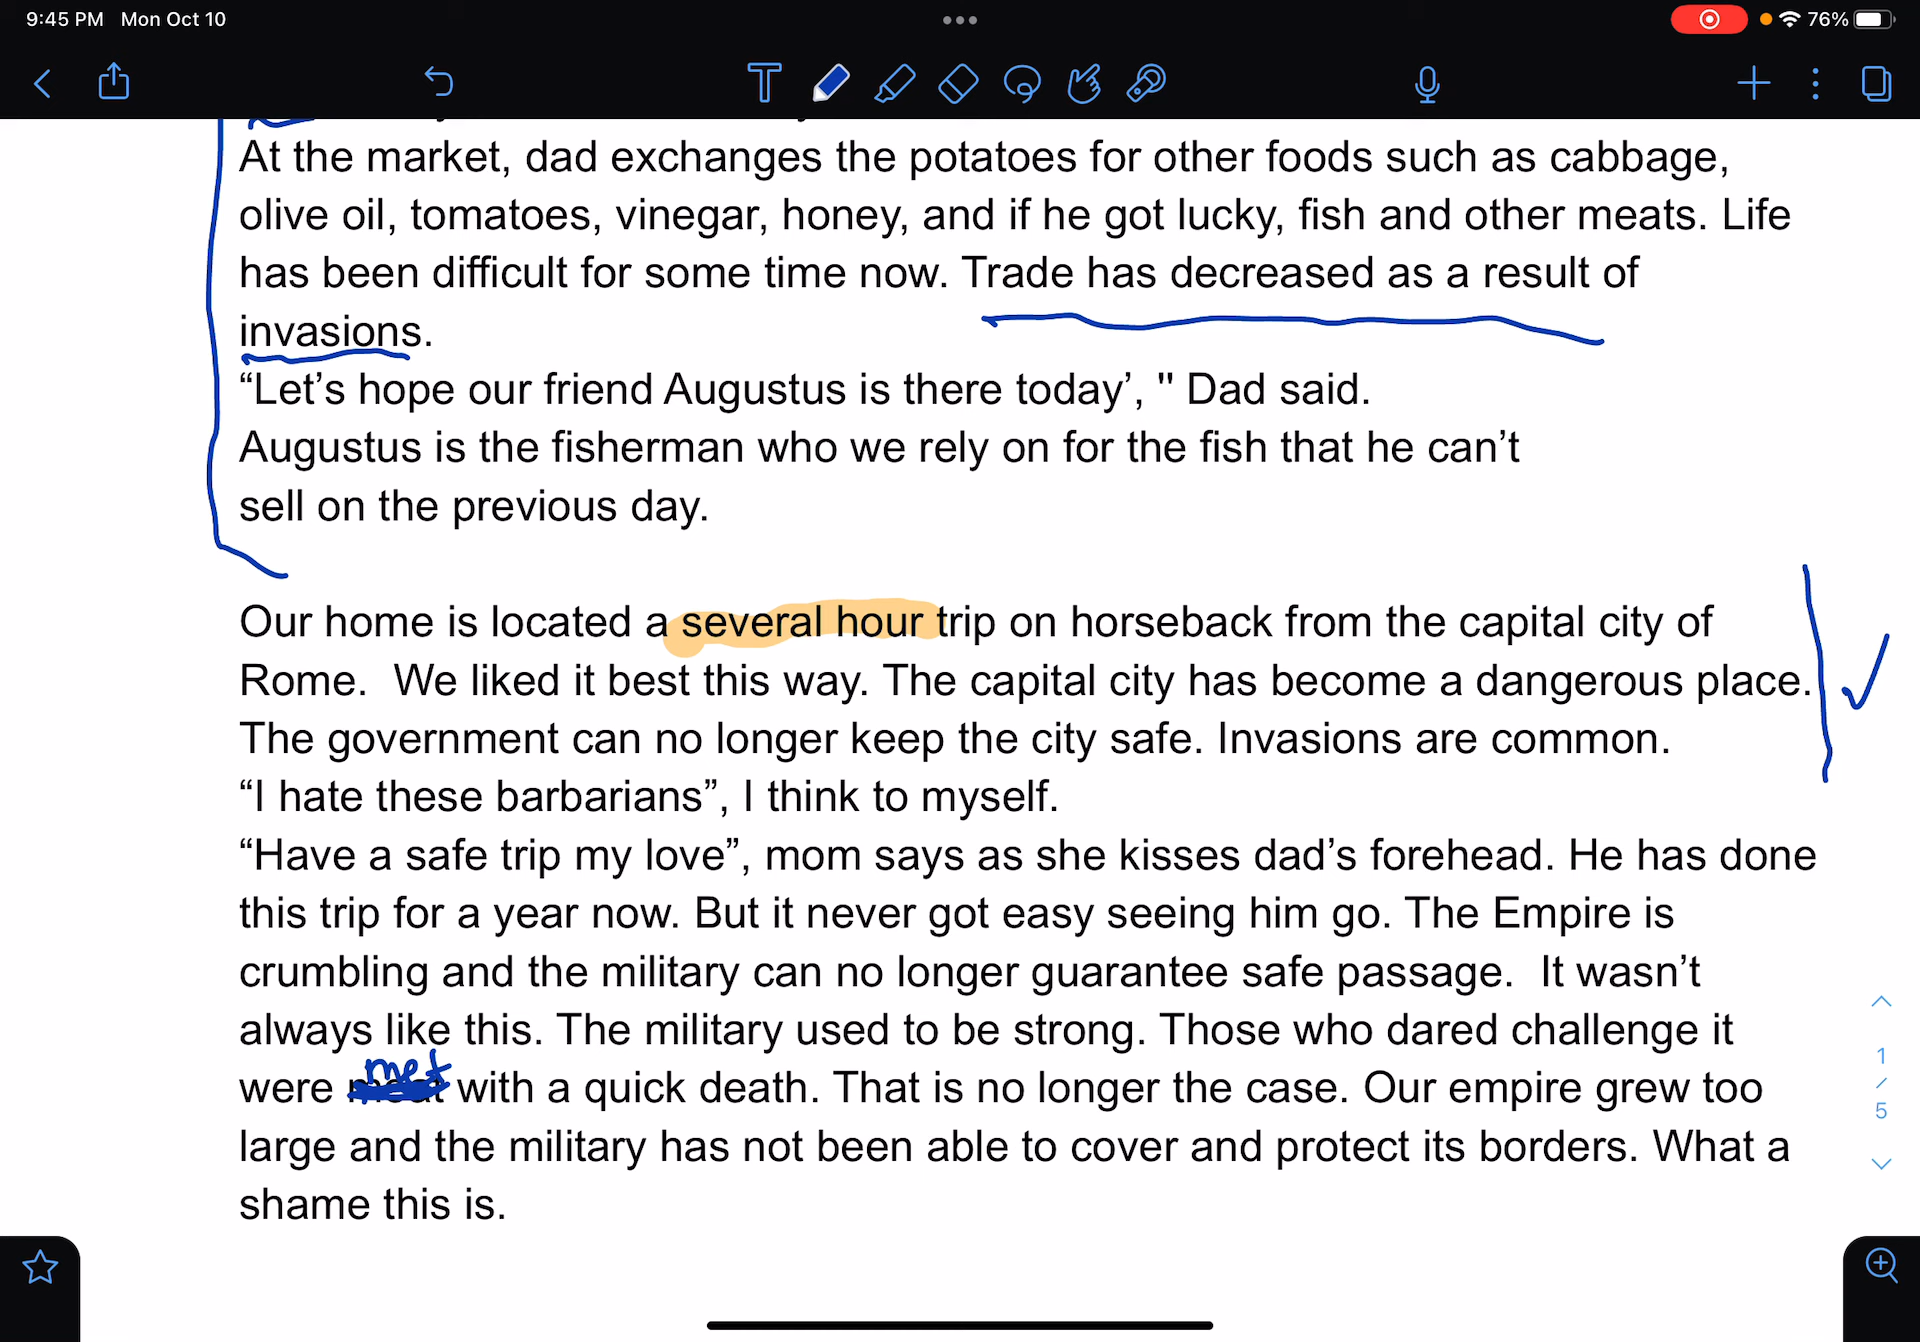 9:45 PM Mon Oct 10
76%
At the market, dad exchanges the potatoes for other foods such as cabbage,
olive oil, tomatoes, vinegar, honey, and if he got lucky, fish and other meats. Life
has been difficult for some time now. Trade has decreased as a result of
invasions.
“Let’s hope our friend Augustus is there today’, " Dad said.
Augustus is the fisherman who we rely on for the fish that he can’t
sell on the previous day.
Our home is located a several hour trip on horseback from the capital city of
Rome.  We liked it best this way. The capital city has become a dangerous place.
The government can no longer keep the city safe. Invasions are common.
“I hate these barbarians”, I think to myself.
“Have a safe trip my love”, mom says as she kisses dad’s forehead. He has done
this trip for a year now. But it never got easy seeing him go. The Empire is
crumbling and the military can no longer guarantee safe passage.  It wasn’t
always like this. The military used to be strong. Those who dared challenge it
met
were with a quick death. That is no longer the case. Our empire grew too
large and the military has not been able to cover and protect its borders. What a
shame this is.
1
/
5